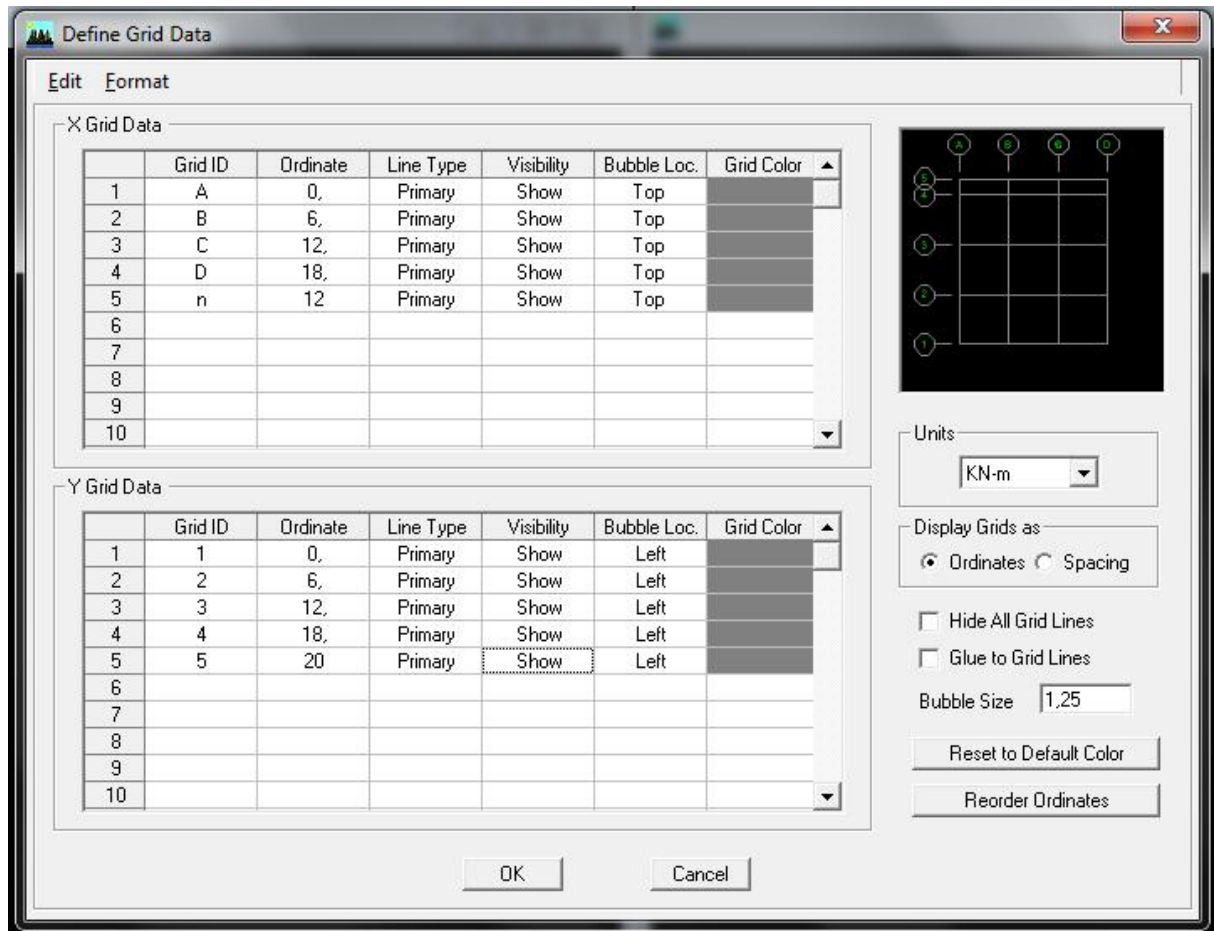 Define Grid Data
Edit Format
X Grid Data
Grid ID Ordinate Line Type Visibility Bubble Loc. Grid Color
1 A 0, Primary Show Top
2 B 6, Primary Show Top
3 C 12, Primary Show Top
4 D 18, Primary Show Top
5 n 12 Primary Show Top
6
7
8
9
10
Y Grid Data
Grid ID Ordinate Line Type Visibility Bubble Loc. Grid Color
1 1 0, Primary Show Left
2 2 6, Primary Show Left
3 3 12, Primary Show Left
4 4 18, Primary Show Left
5 5 20 Primary Show Left
6
7
8
9
10
A B D
5
4
3
2
1
Units
KN-m
Display Grids as
Ordinates Spacing
Hide All Grid Lines
Glue to Grid Lines
Bubble Size 1,25
Reset to Default Color
Reorder Ordinates
OK Cancel